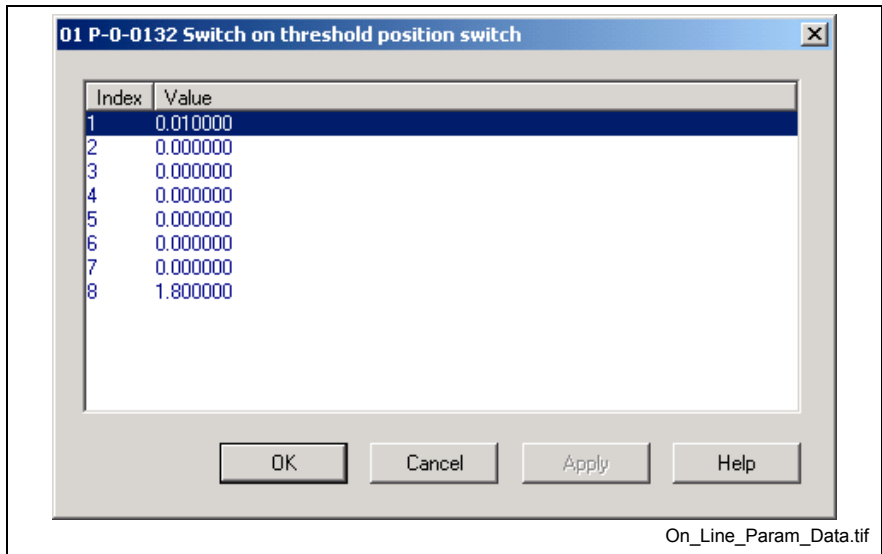 01 P-0-0132 Switch on threshold position switch
Index Value
1 0.010000
2 0.000000
3 0.000000
4 0.000000
5 0.000000
6 0.000000
7 0.000000
8 1.800000
OK Cancel Apply Help
On_Line_Param_Data.tif